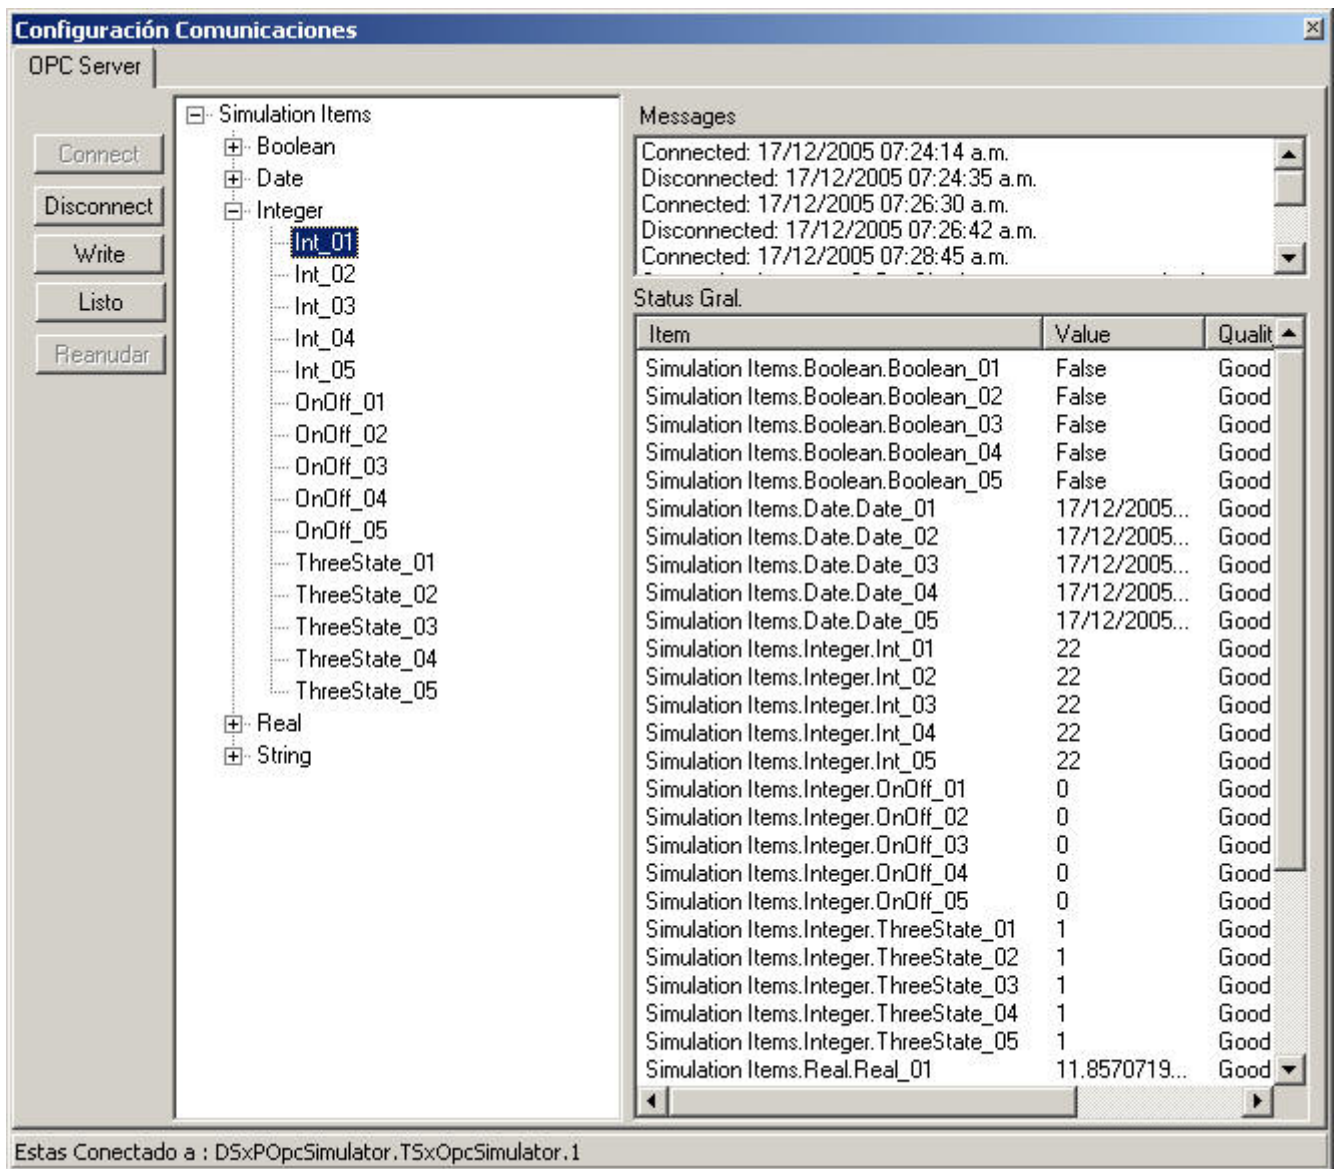 Configuración Comunicaciones
OPC Server
Connect
Disconnect
Write
Listo
Reanudar
Simulation Items
Boolean
Date
Integer
Int_01
Int_02
Int_03
Int_04
Int_05
OnOff_01
OnOff_02
OnOff_03
OnOff_04
OnOff_05
ThreeState_01
ThreeState_02
ThreeState_03
ThreeState_04
ThreeState_05
Real
String
Messages
Connected: 17/12/2005 07:24:14 a.m.
Disconnected: 17/12/2005 07:24:35 a.m.
Connected: 17/12/2005 07:26:30 a.m.
Disconnected: 17/12/2005 07:26:42 a.m.
Connected: 17/12/2005 07:28:45 a.m.
Status Gral.
Item Value Qualit
Simulation Items.Boolean.Boolean_01 False Good
Simulation Items.Boolean.Boolean_02 False Good
Simulation Items.Boolean.Boolean_03 False Good
Simulation Items.Boolean.Boolean_04 False Good
Simulation Items.Boolean.Boolean_05 False Good
Simulation Items.Date.Date_01 17/12/2005... Good
Simulation Items.Date.Date_02 17/12/2005... Good
Simulation Items.Date.Date_03 17/12/2005... Good
Simulation Items.Date.Date_04 17/12/2005... Good
Simulation Items.Date.Date_05 17/12/2005... Good
Simulation Items.Integer.Int_01 22 Good
Simulation Items.Integer.Int_02 22 Good
Simulation Items.Integer.Int_03 22 Good
Simulation Items.Integer.Int_04 22 Good
Simulation Items.Integer.Int_05 22 Good
Simulation Items.Integer.OnOff_01 0 Good
Simulation Items.Integer.OnOff_02 0 Good
Simulation Items.Integer.OnOff_03 0 Good
Simulation Items.Integer.OnOff_04 0 Good
Simulation Items.Integer.OnOff_05 0 Good
Simulation Items.Integer.ThreeState_01 1 Good
Simulation Items.Integer.ThreeState_02 1 Good
Simulation Items.Integer.ThreeState_03 1 Good
Simulation Items.Integer.ThreeState_04 1 Good
Simulation Items.Integer.ThreeState_05 1 Good
Simulation Items.Real.Real_01 11.8570719... Good
Estas Conectado a : DSxPOpcSimulator.TSxOpcSimulator.1